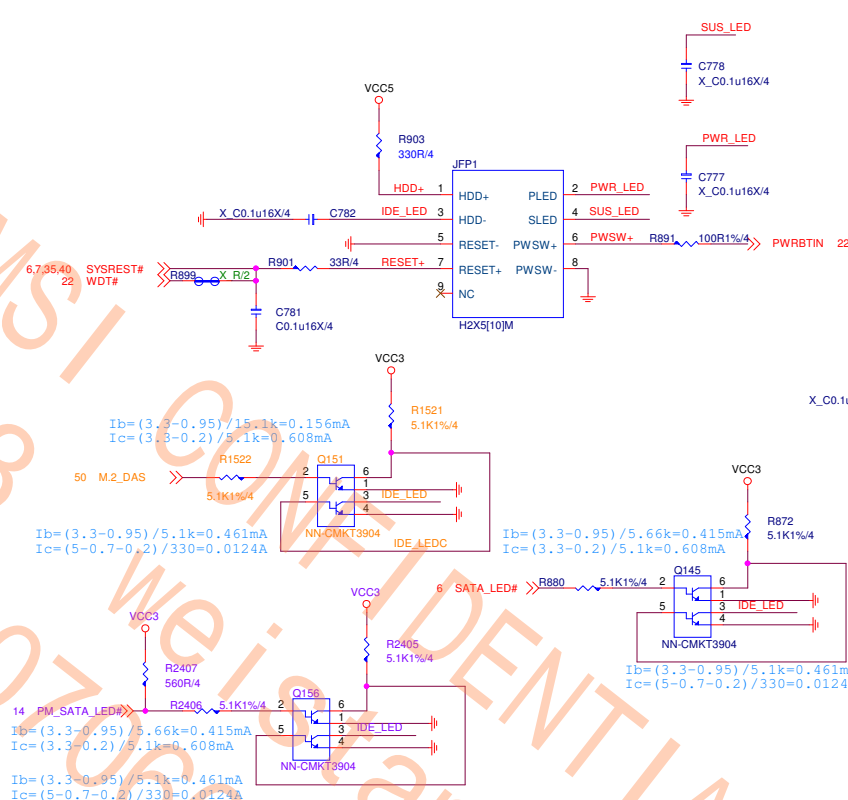 SUS_LED
C778
X_C0.1u16X/4
VCC5
R903
330R/4
PWR_LED
C777
X_C0.1u16X/4
JFP1
HDD+ 1 HDD+ PLED 2 PWR_LED
X_C0.1u16X/4 C782 IDE_LED 3 HDD- SLED 4 SUS_LED
5 RESET- PWSW+ 6 PWSW+ R891 100R1%/4 PWRBTIN 22
6,7,35,40 SYSREST# R901 33R/4 RESET+ 7 RESET+ PWSW- 8
22 WDT# R899 X_R/2
9 NC
C781
C0.1u16X/4
H2X5[10]M
VCC3
X_C0.1u
R1521
5.1K1%/4
Ib=(3.3-0.95)/15.1k=0.156mA
Ic=(3.3-0.2)/5.1k=0.608mA
R1522 Q151
50 M.2_DAS 2 6
5.1K1%/4 1
5 3 IDE_LED
4
NN-CMKT3904
IDE_LEDC
Ib=(3.3-0.95)/5.1k=0.461mA
Ic=(5-0.7-0.2)/330=0.0124A
VCC3
R872
5.1K1%/4
Ib=(3.3-0.95)/5.66k=0.415mA
Ic=(3.3-0.2)/5.1k=0.608mA
Q145
6 SATA_LED# R880 5.1K1%/4 2 6
1
5 3 IDE_LED
4
NN-CMKT3904
Ib=(3.3-0.95)/5.1k=0.461m
Ic=(5-0.7-0.2)/330=0.0124
VCC3
VCC3
R2405
5.1K1%/4
R2407
560R/4
Q156
14 PM_SATA_LED# R2406 5.1K1%/4 2 6
1
5 3 IDE_LED
4
NN-CMKT3904
Ib=(3.3-0.95)/5.66k=0.415mA
Ic=(3.3-0.2)/5.1k=0.608mA
Ib=(3.3-0.95)/5.1k=0.461mA
Ic=(5-0.7-0.2)/330=0.0124A
MSI CONFIDENTIA